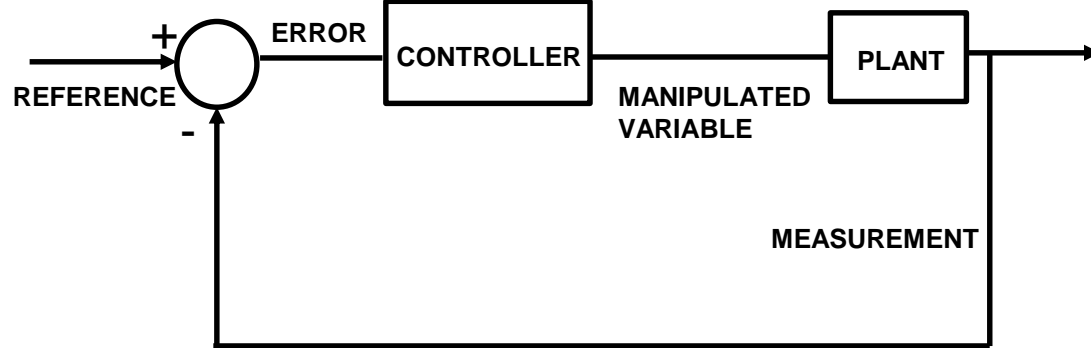 +
ERROR
CONTROLLER
PLANT
REFERENCE
MANIPULATED
VARIABLE
-
MEASUREMENT